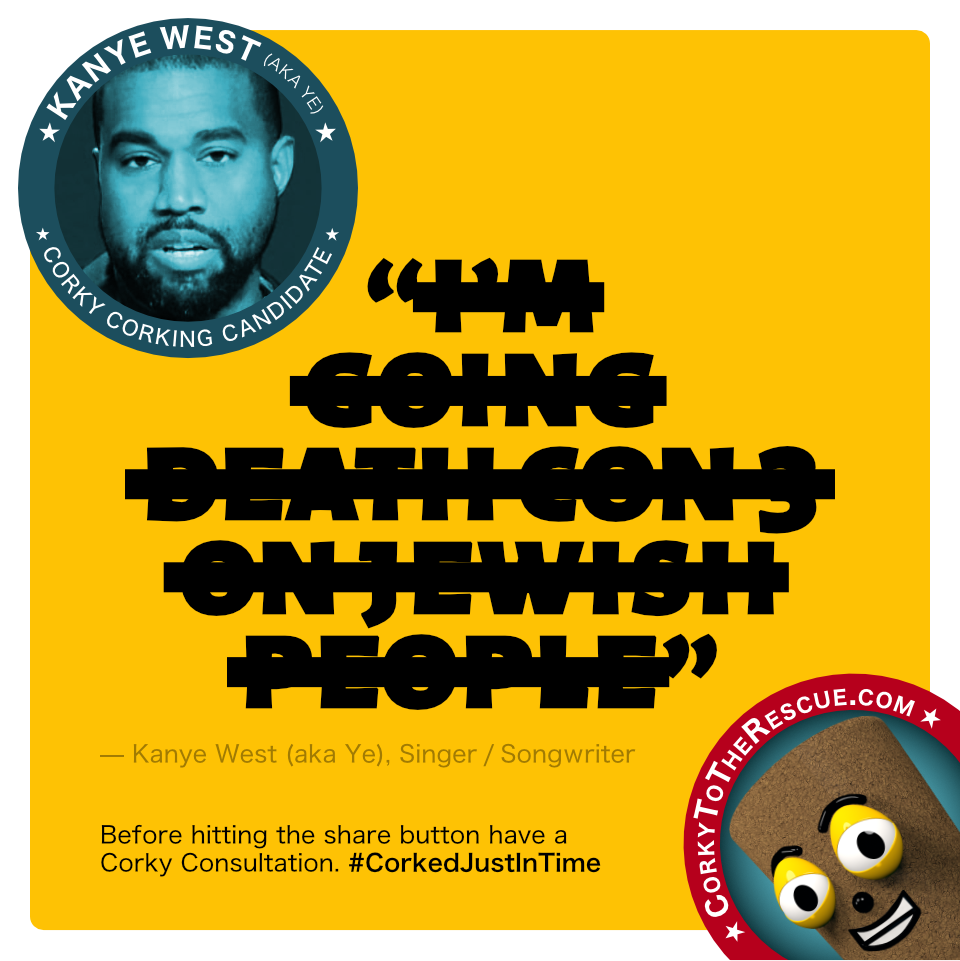 ★ KANYE WEST (AKA YE) ★
★ CORKY CORKING CANDIDATE ★
“I’M
GOING
DEATH CON 3
ON JEWISH
PEOPLE”
— Kanye West (aka Ye), Singer / Songwriter
Before hitting the share button have a
Corky Consultation. #CorkedJustInTime
★ CORKYTOTHERESCUE.COM ★